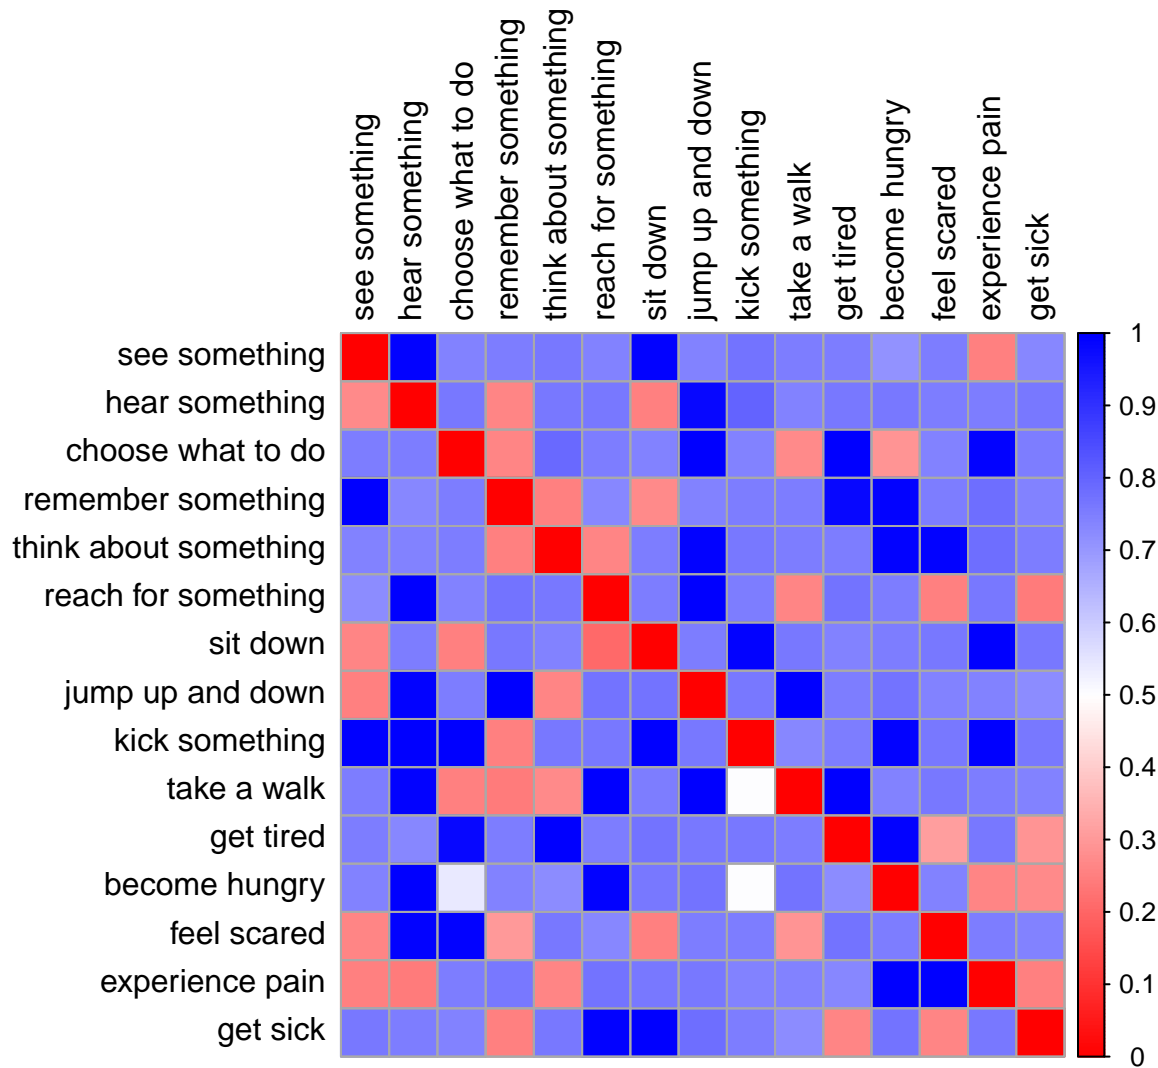 see something
hear something
choose what to do
remember something
think about something
reach for something
sit down
jump up and down
kick something
take a walk
get tired
become hungry
feel scared
experience pain
get sick
see something
hear something
choose what to do
remember something
think about something
reach for something
sit down
jump up and down
kick something
take a walk
get tired
become hungry
feel scared
experience pain
get sick
1
0.9
0.8
0.7
0.6
0.5
0.4
0.3
0.2
0.1
0